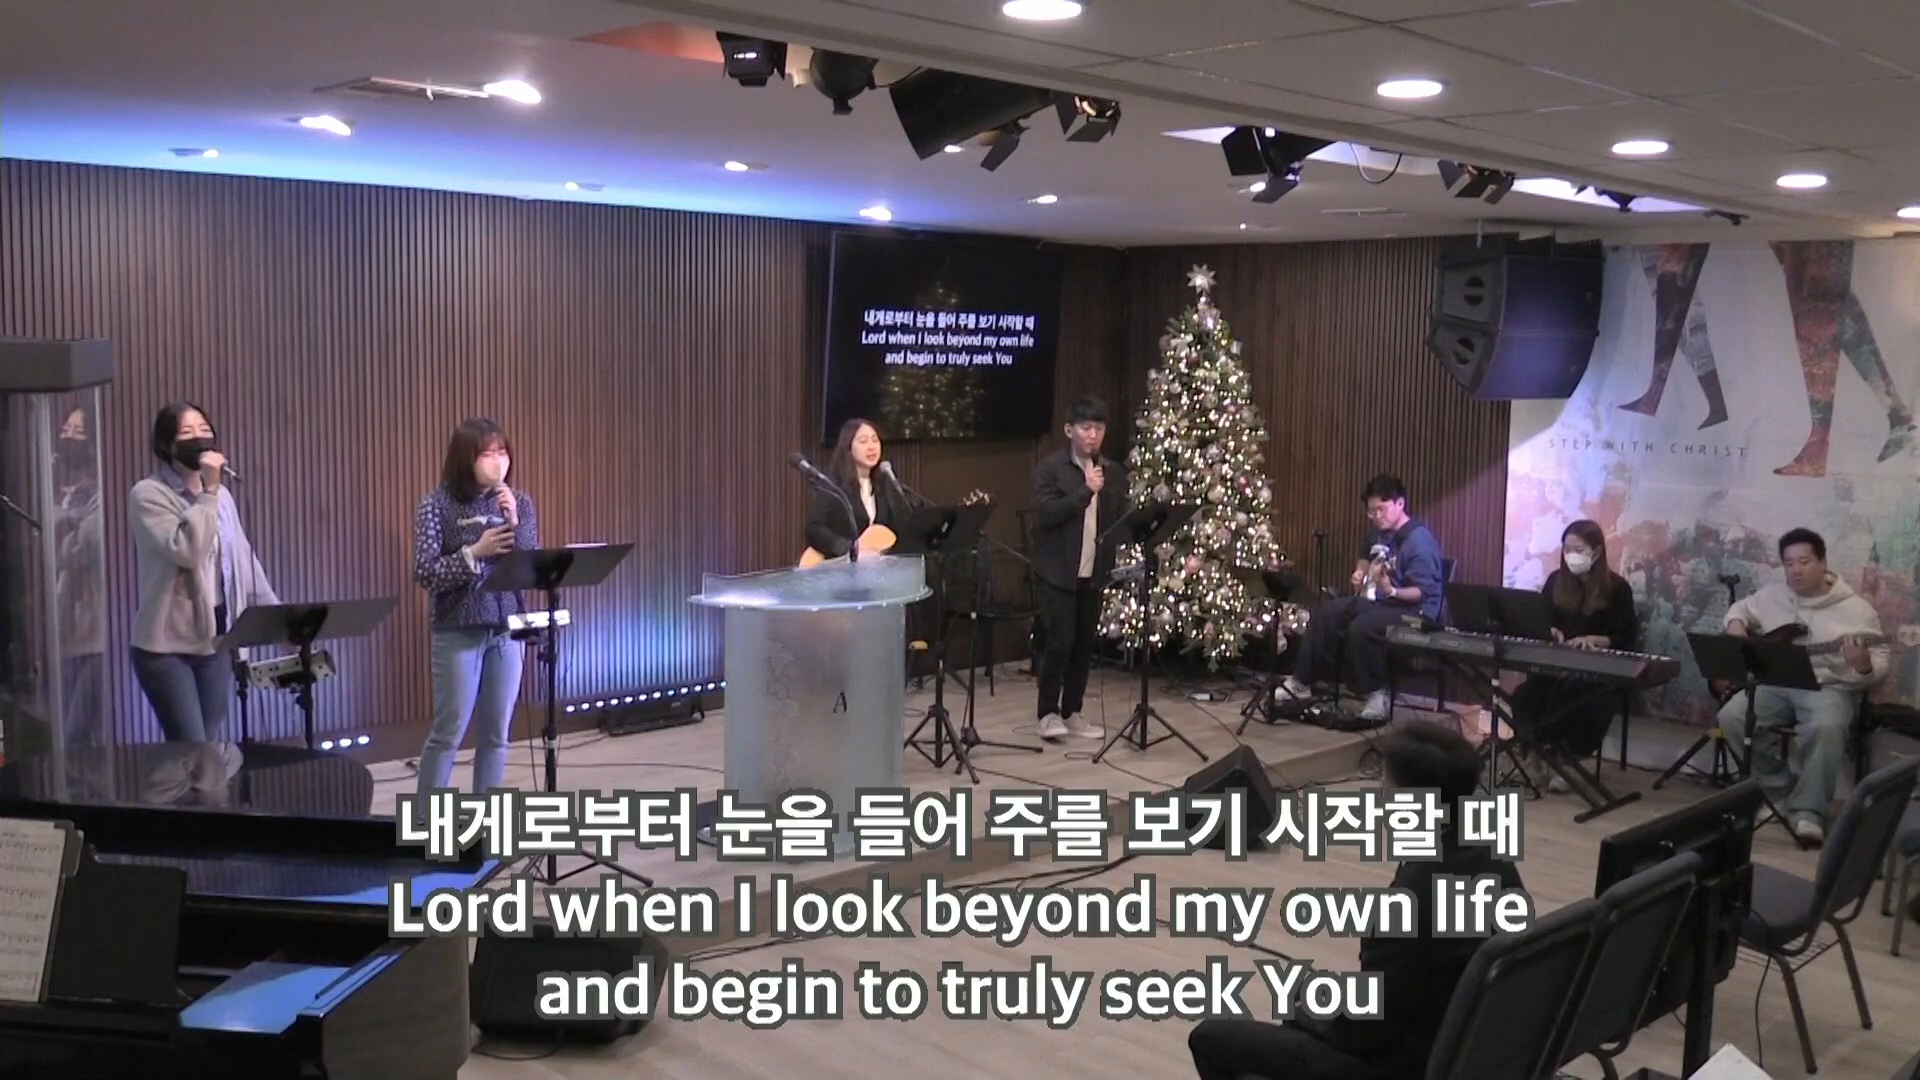 내게로부터 눈을 들어 주를 보기 시작할 때
Lord when I look beyond my own life
and begin to truly seek You
STEP WITH CHRIST
A
내게로부터 눈을 들어 주를 보기 시작할 때
Lord when I look beyond my own life
and begin to truly seek You